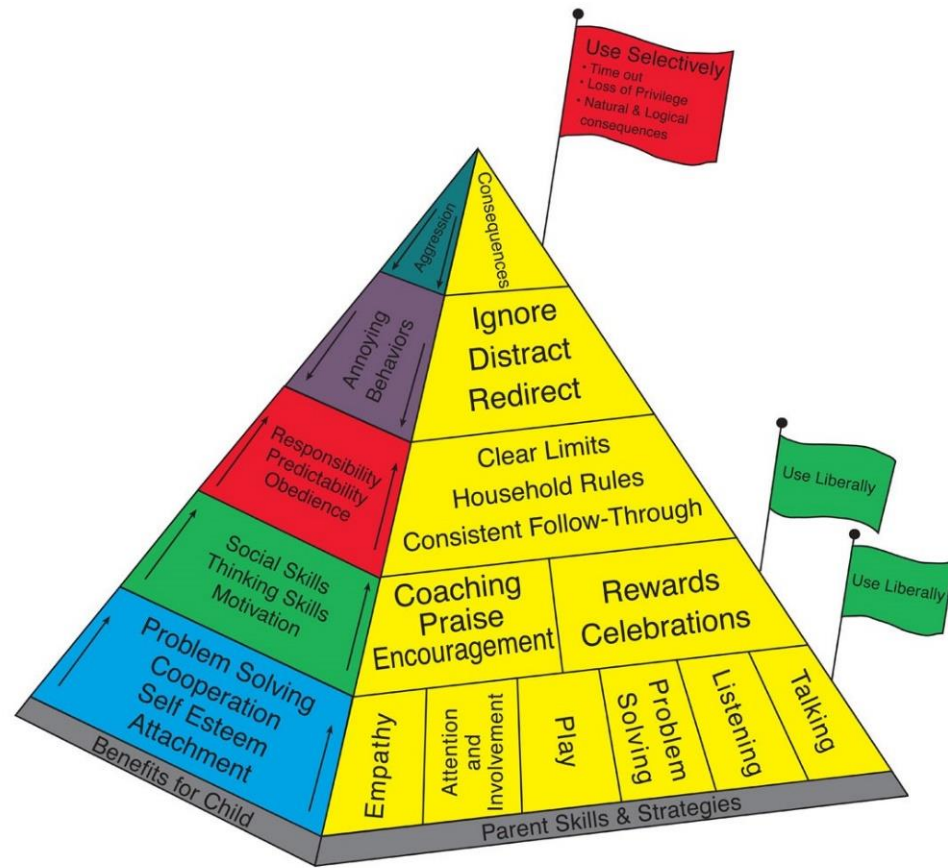 Use Selectively
• Time out
• Loss of Privilege
• Natural & Logical
consequences
Aggression
Consequences
Annoying
Behaviors
Ignore
Distract
Redirect
Responsibility
Predictability
Obedience
Clear Limits
Household Rules
Consistent Follow-Through
Use Liberally
Social Skills
Thinking Skills
Motivation
Coaching
Praise
Encouragement
Rewards
Celebrations
Use Liberally
Problem Solving
Cooperation
Self Esteem
Attachment
Empathy
Attention
and
Involvement
Play
Problem
Solving
Listening
Talking
Benefits for Child
Parent Skills & Strategies